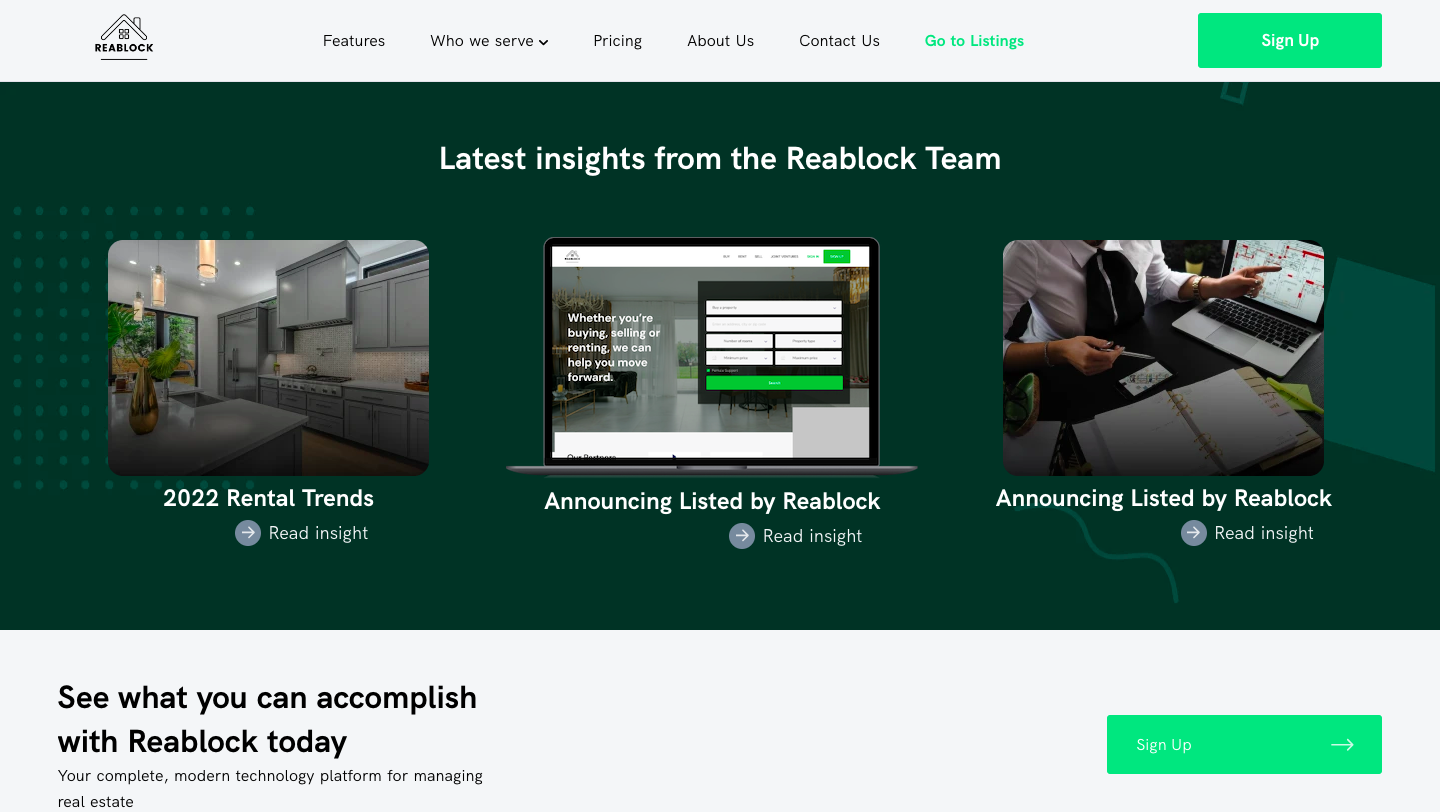 REABLOCK
Features
Who we serve
Pricing
About Us
Contact Us
Go to Listings
Sign Up
Latest insights from the Reablock Team
Whether you're
buying, selling or
renting, we can
help you move
forward.
Our Partners
2022 Rental Trends
Read insight
Announcing Listed by Reablock
Read insight
Announcing Listed by Reablock
Read insight
See what you can accomplish
with Reablock today
Your complete, modern technology platform for managing
real estate
Sign Up